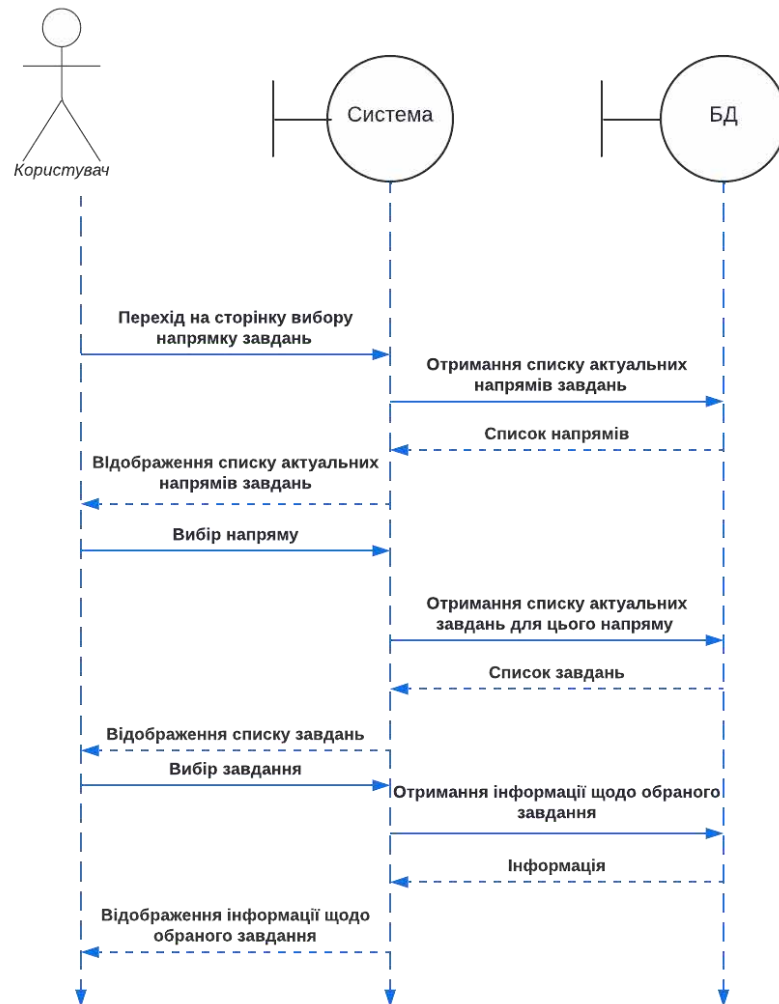 Користувач
Система
БД
Перехід на сторінку вибору
напрямку завдань
Отримання списку актуальних
напрямів завдань
Список напрямів
ВІдображення списку актуальних
напрямів завдань
Вибір напряму
Отримання списку актуальних
завдань для цього напряму
Список завдань
Відображення списку завдань
Вибір завдання
Отримання інформації щодо обраного
завдання
Інформація
Відображення інформації щодо
обраного завдання